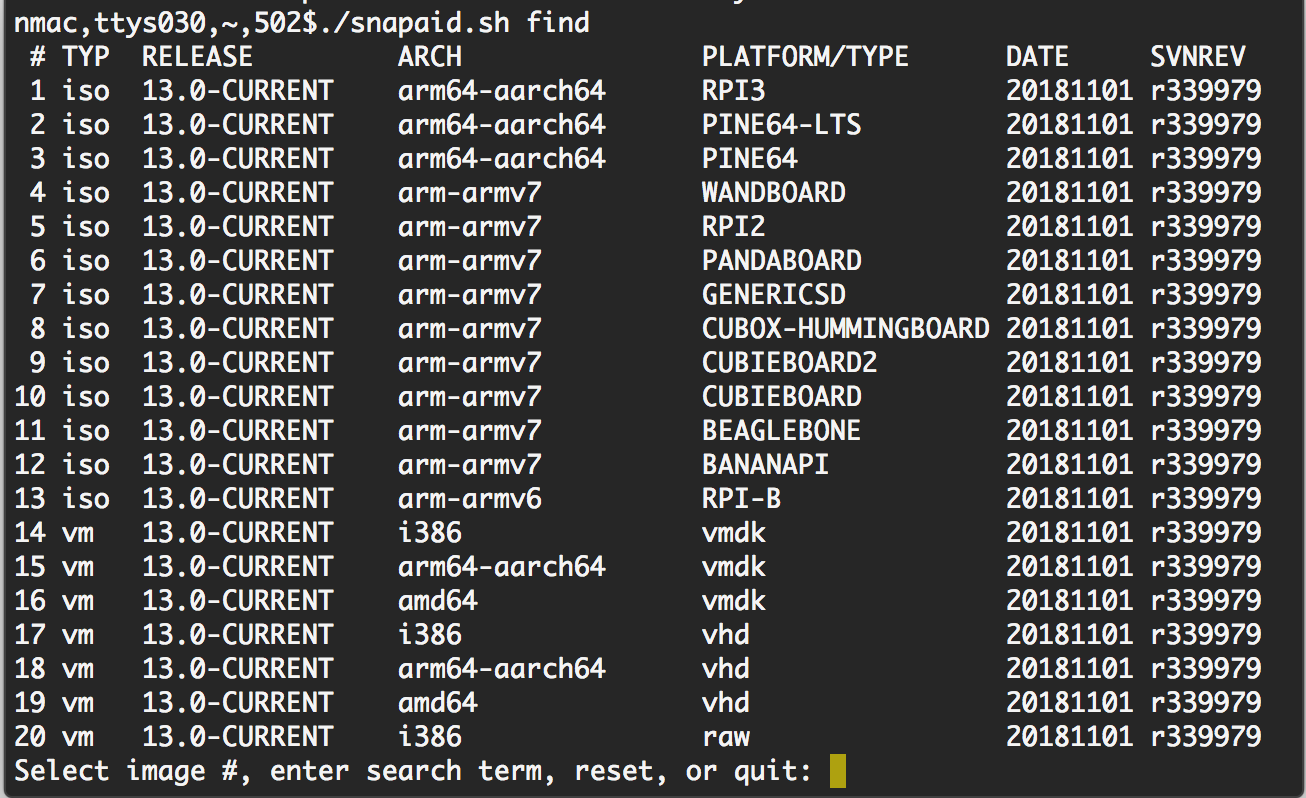 nmac,ttys030,~,502$./snapaid.sh find
 # TYP  RELEASE         ARCH               PLATFORM/TYPE     DATE     SVNREV
 1 iso  13.0-CURRENT    arm64-aarch64      RPI3              20181101 r339979
 2 iso  13.0-CURRENT    arm64-aarch64      PINE64-LTS        20181101 r339979
 3 iso  13.0-CURRENT    arm64-aarch64      PINE64            20181101 r339979
 4 iso  13.0-CURRENT    arm-armv7          WANDBOARD         20181101 r339979
 5 iso  13.0-CURRENT    arm-armv7          RPI2              20181101 r339979
 6 iso  13.0-CURRENT    arm-armv7          PANDABOARD        20181101 r339979
 7 iso  13.0-CURRENT    arm-armv7          GENERICSD         20181101 r339979
 8 iso  13.0-CURRENT    arm-armv7          CUBOX-HUMMINGBOARD 20181101 r339979
 9 iso  13.0-CURRENT    arm-armv7          CUBIEBOARD2       20181101 r339979
10 iso  13.0-CURRENT    arm-armv7          CUBIEBOARD        20181101 r339979
11 iso  13.0-CURRENT    arm-armv7          BEAGLEBONE        20181101 r339979
12 iso  13.0-CURRENT    arm-armv7          BANANAPI          20181101 r339979
13 iso  13.0-CURRENT    arm-armv6          RPI-B             20181101 r339979
14 vm   13.0-CURRENT    i386               vmdk              20181101 r339979
15 vm   13.0-CURRENT    arm64-aarch64      vmdk              20181101 r339979
16 vm   13.0-CURRENT    amd64              vmdk              20181101 r339979
17 vm   13.0-CURRENT    i386               vhd               20181101 r339979
18 vm   13.0-CURRENT    arm64-aarch64      vhd               20181101 r339979
19 vm   13.0-CURRENT    amd64              vhd               20181101 r339979
20 vm   13.0-CURRENT    i386               raw               20181101 r339979
Select image #, enter search term, reset, or quit: